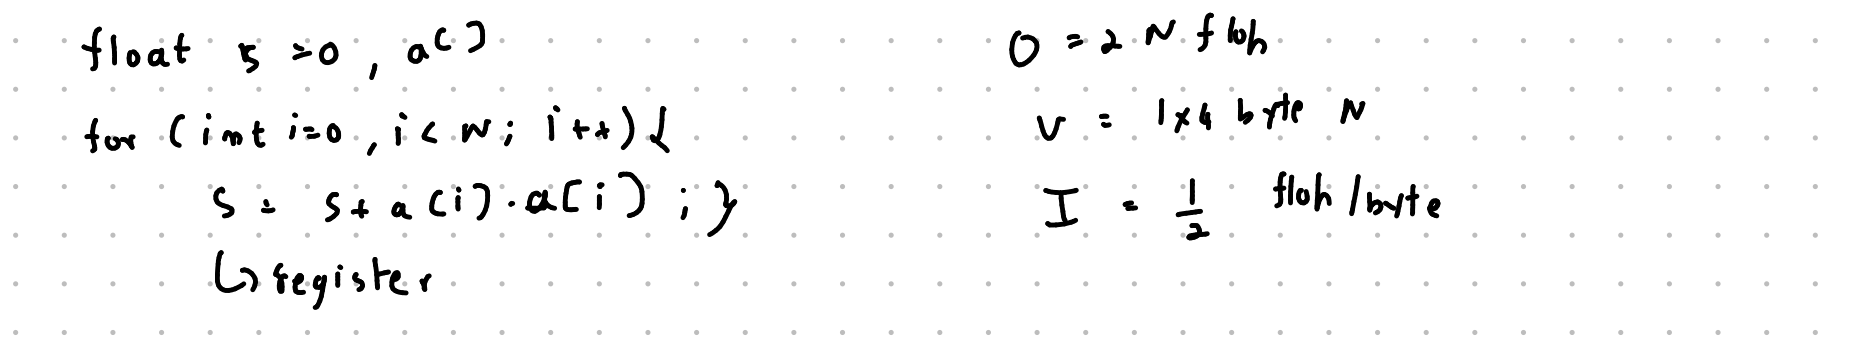 float s = 0, a[]
for (int i=0, i < N; i++) {
s = s + a[i] · a[i] ; }
↳ register
O = 2 N flop
V = 1x4 byte N
I = 1/2 flop/byte